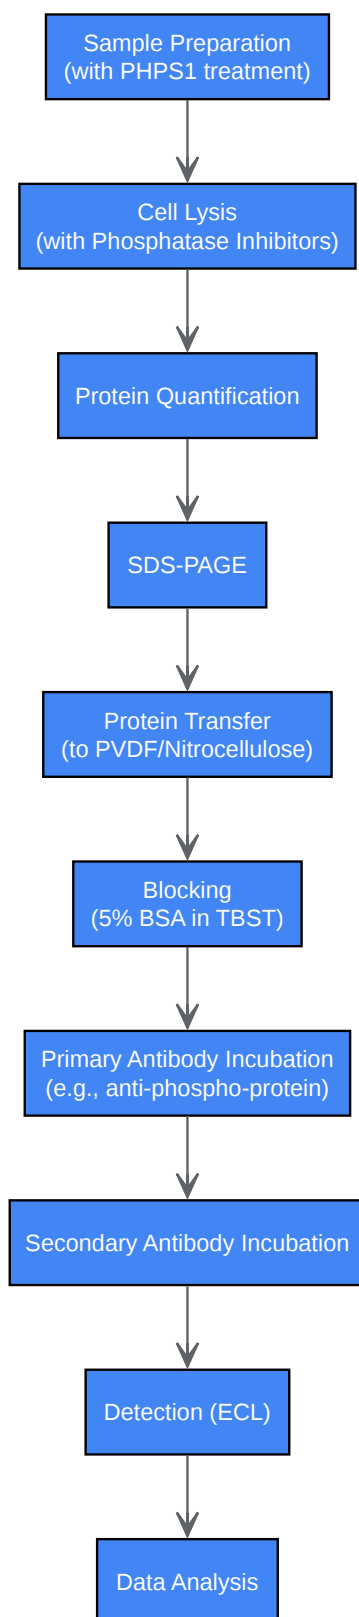 Sample Preparation
(with PHPS1 treatment)
Cell Lysis
(with Phosphatase Inhibitors)
Protein Quantification
SDS-PAGE
Protein Transfer
(to PVDF/Nitrocellulose)
Blocking
(5% BSA in TBST)
Primary Antibody Incubation
(e.g., anti-phospho-protein)
Secondary Antibody Incubation
Detection (ECL)
Data Analysis